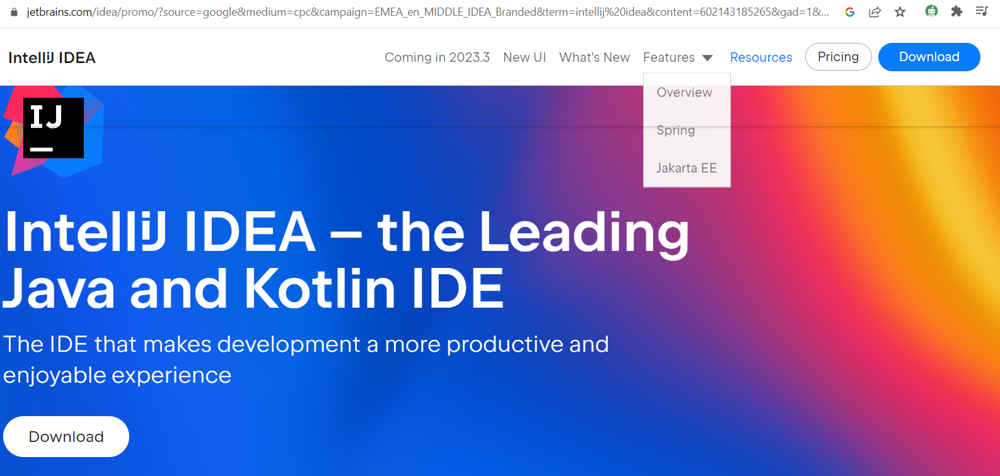 jetbrains.com/idea/promo/?source=google&medium=cpc&campaign=EMEA_en_MIDDLE_IDEA_Branded&term=intellij%20idea&content=602143185265&gad=1&...
IntelliJ IDEA
Coming in 2023.3 New UI What's New Features Resources Pricing Download
Overview
Spring
Jakarta EE
IJ
IntelliJ IDEA – the Leading
Java and Kotlin IDE
The IDE that makes development a more productive and
enjoyable experience
Download